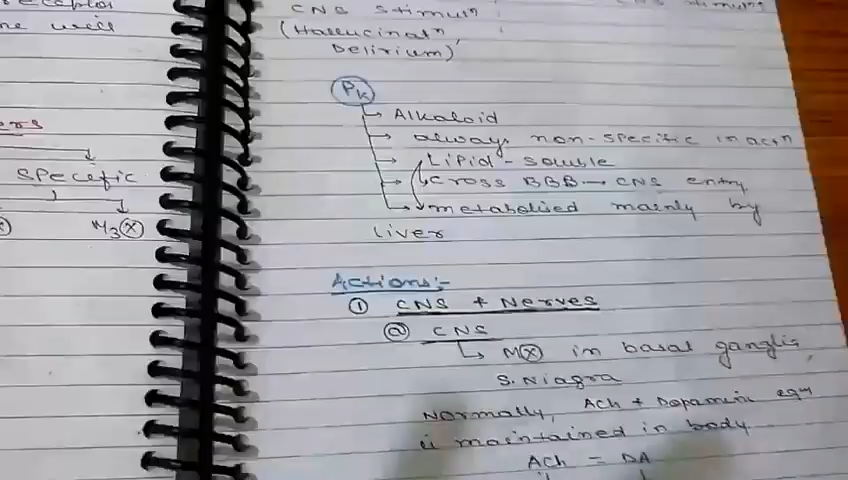 ne will
specific
M3(X)
CNS stimuln
(Hallucinatn,
Delirium)
PK
Alkaloid
always non-specific in actn
Lipid-soluble
cross BBB → CNS entry
metabolised mainly by
Liver
Actions:-
① CNS + Nerves
ⓐ CNS
M(X) in basal ganglia,
S. Niagra
Normally, Ach + Dopamine eqm
is maintained in body
ACh = DA